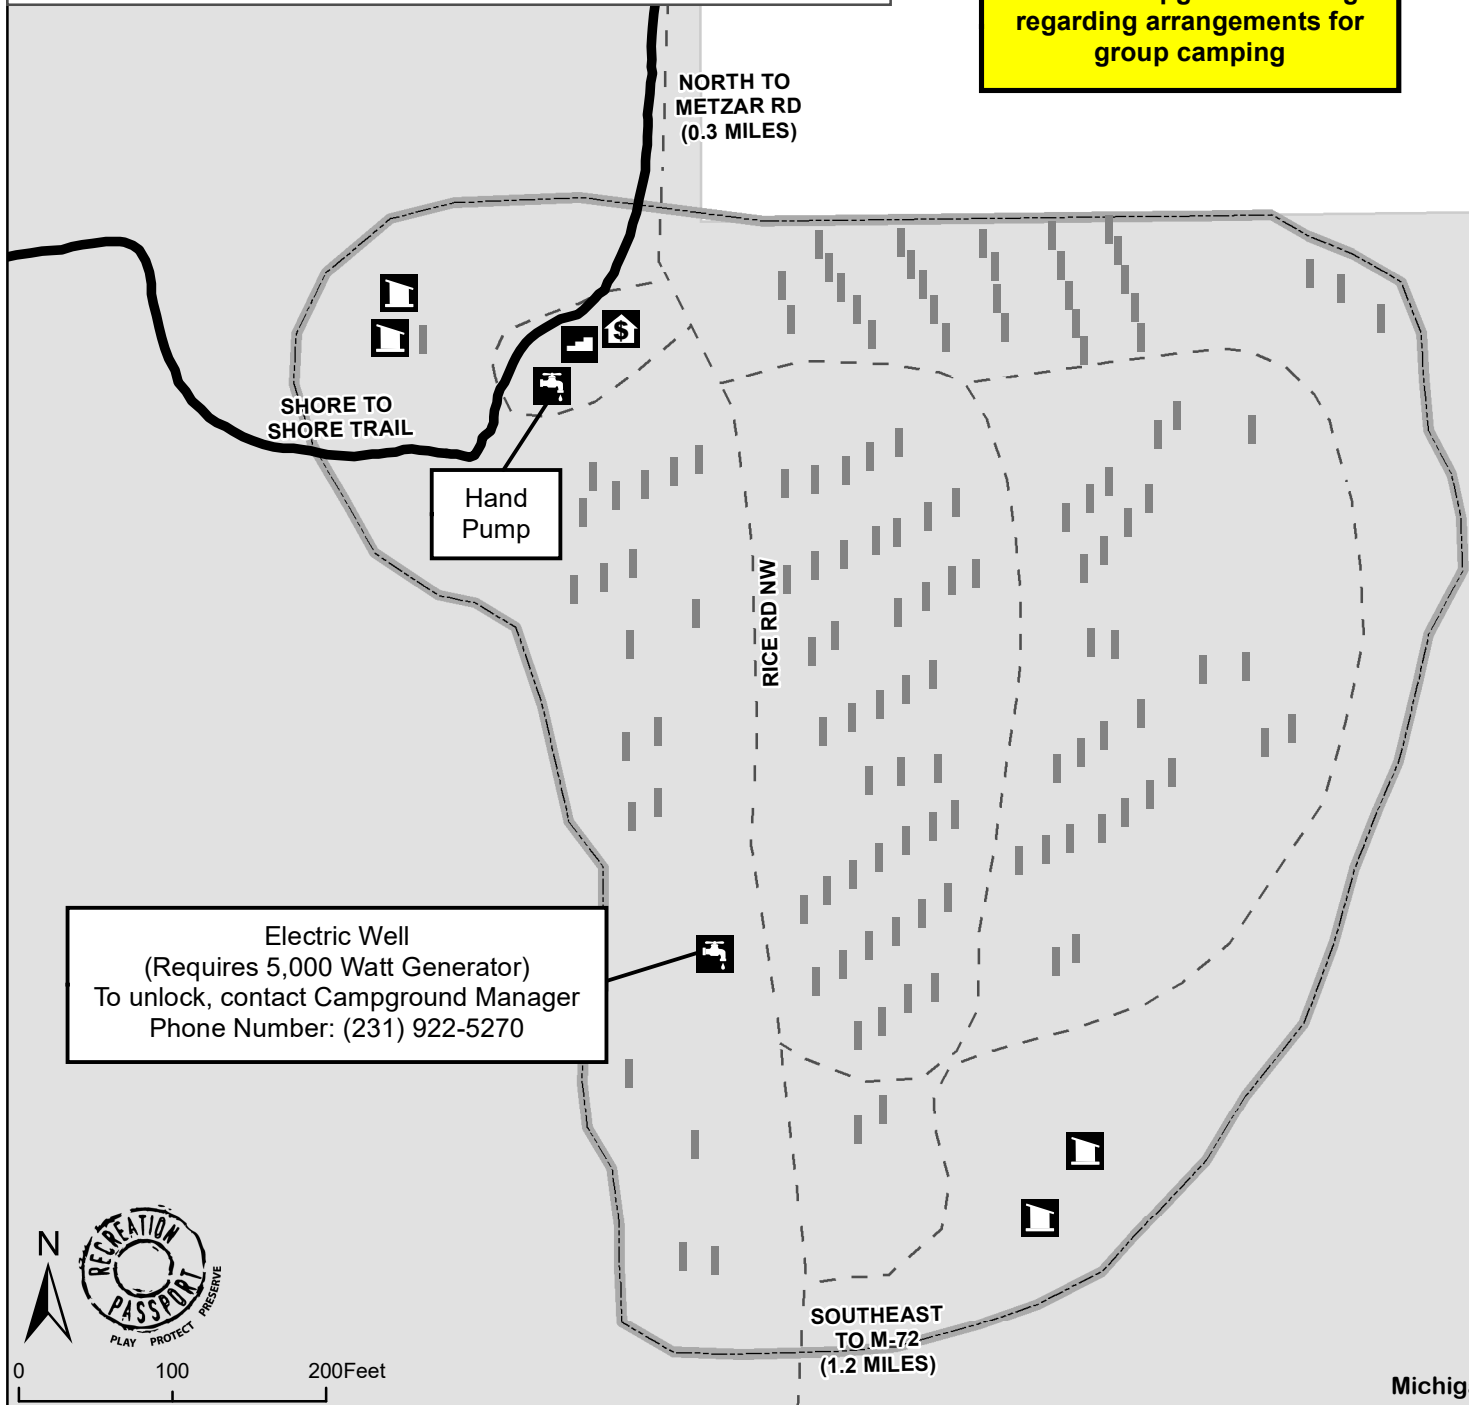 regarding arrangements for
group camping
NORTH TO
METZAR RD
(0.3 MILES)
$
SHORE TO
SHORE TRAIL
Hand
Pump
RICE RD NW
Electric Well
(Requires 5,000 Watt Generator)
To unlock, contact Campground Manager
Phone Number: (231) 922-5270
N
RECREATION
PASSPORT
PLAY PROTECT PRESERVE
SOUTHEAST
TO M-72
(1.2 MILES)
0 100 200Feet
Michig